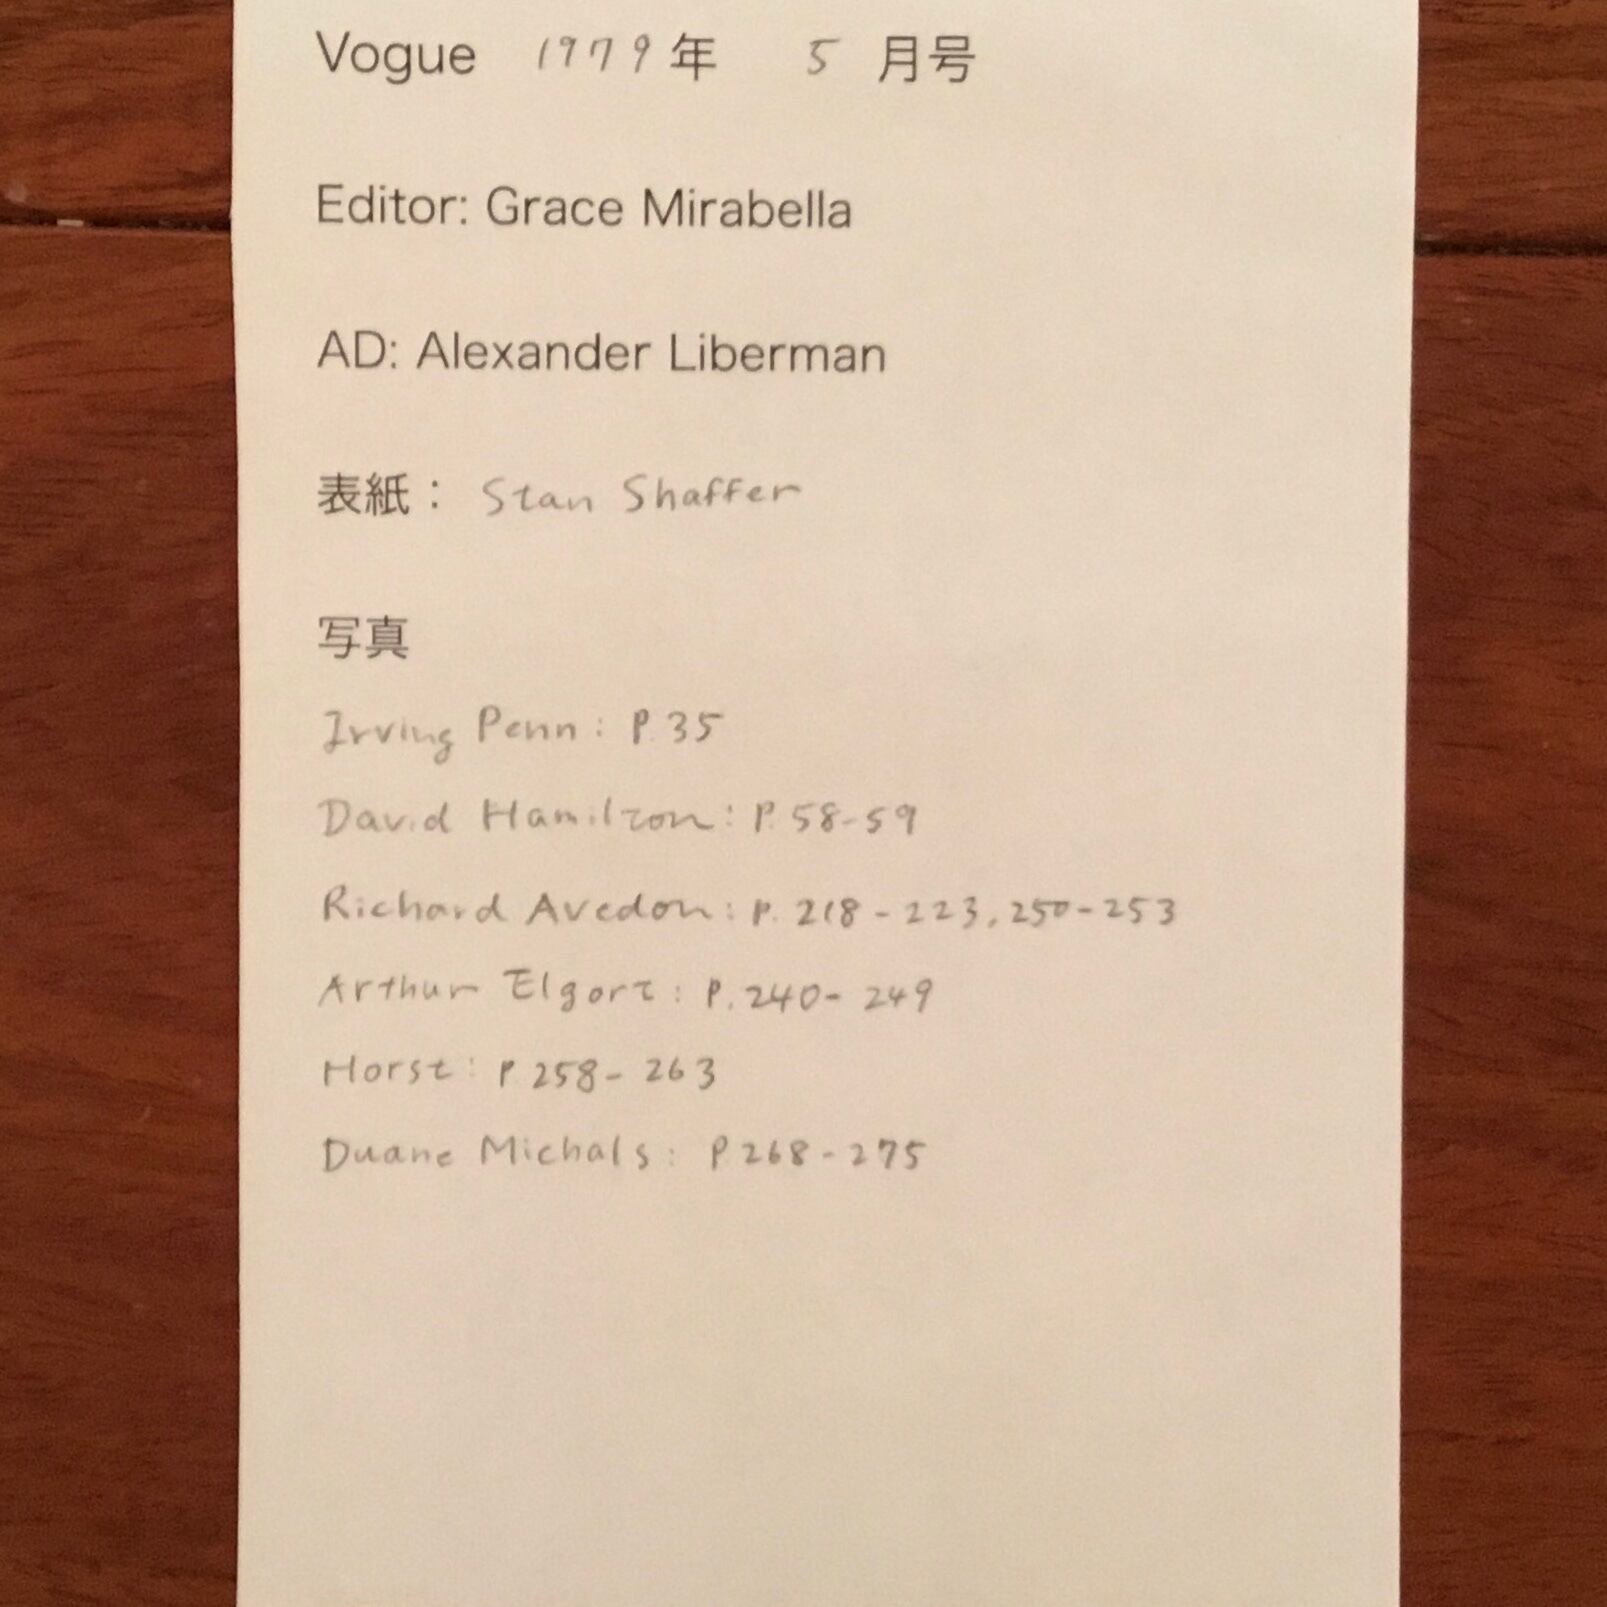 Vogue 1979年 5月号
Editor: Grace Mirabella
AD: Alexander Liberman
表紙： Stan Shaffer
写真
Irving Penn: P.35
David Hamilton: P.58-59
Richard Avedon: P.218-223, 250-253
Arthur Elgort: P.240-249
Horst: P258-263
Duane Michals: P268-275